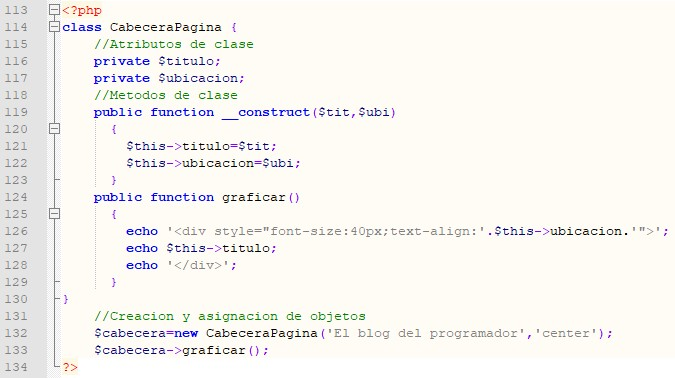 113 <?php
114 class CabeceraPagina {
115 //Atributos de clase
116 private $titulo;
117 private $ubicacion;
118 //Metodos de clase
119 public function __construct($tit,$ubi)
120 {
121 $this->titulo=$tit;
122 $this->ubicacion=$ubi;
123 }
124 public function graficar()
125 {
126 echo '<div style="font-size:40px;text-align:'.$this->ubicacion.'">';
127 echo $this->titulo;
128 echo '</div>';
129 }
130 }
131 //Creacion y asignacion de objetos
132 $cabecera=new CabeceraPagina('El blog del programador','center');
133 $cabecera->graficar();
134 ?>